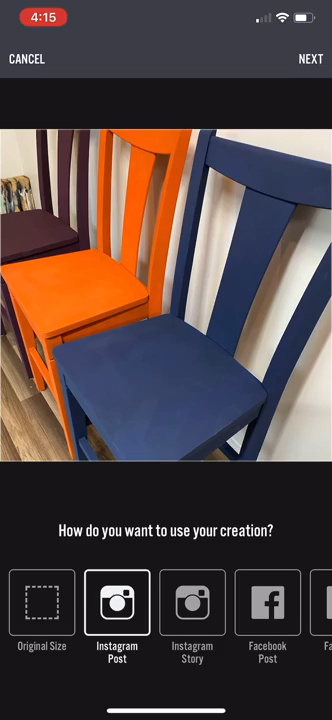 4:15
CANCEL
NEXT
How do you want to use your creation?
Original Size
Instagram
Post
Instagram
Story
Facebook
Post
Fa